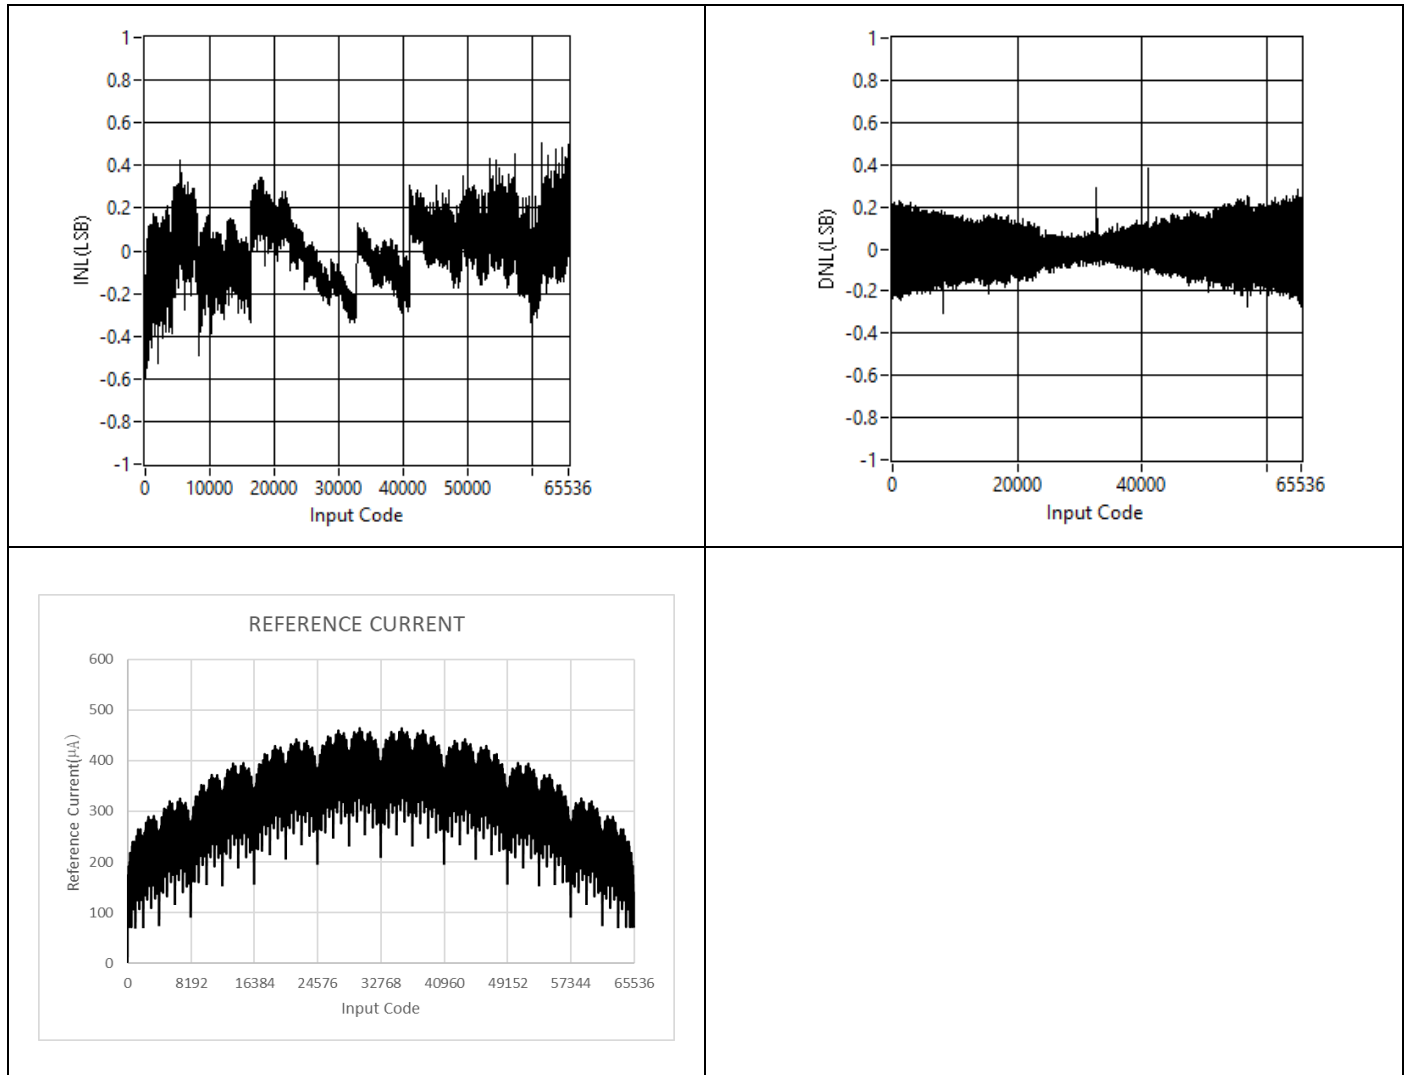 1
0.8
0.6
0.4
0.2
0
-0.2
-0.4
-0.6
-0.8
-1
INL(LSB)
0 10000 20000 30000 40000 50000 65536
Input Code
1
0.8
0.6
0.4
0.2
0
-0.2
-0.4
-0.6
-0.8
-1
DNL(LSB)
0 20000 40000 65536
Input Code
REFERENCE CURRENT
600
500
400
300
200
100
0
Reference Current(μA)
0 8192 16384 24576 32768 40960 49152 57344 65536
Input Code